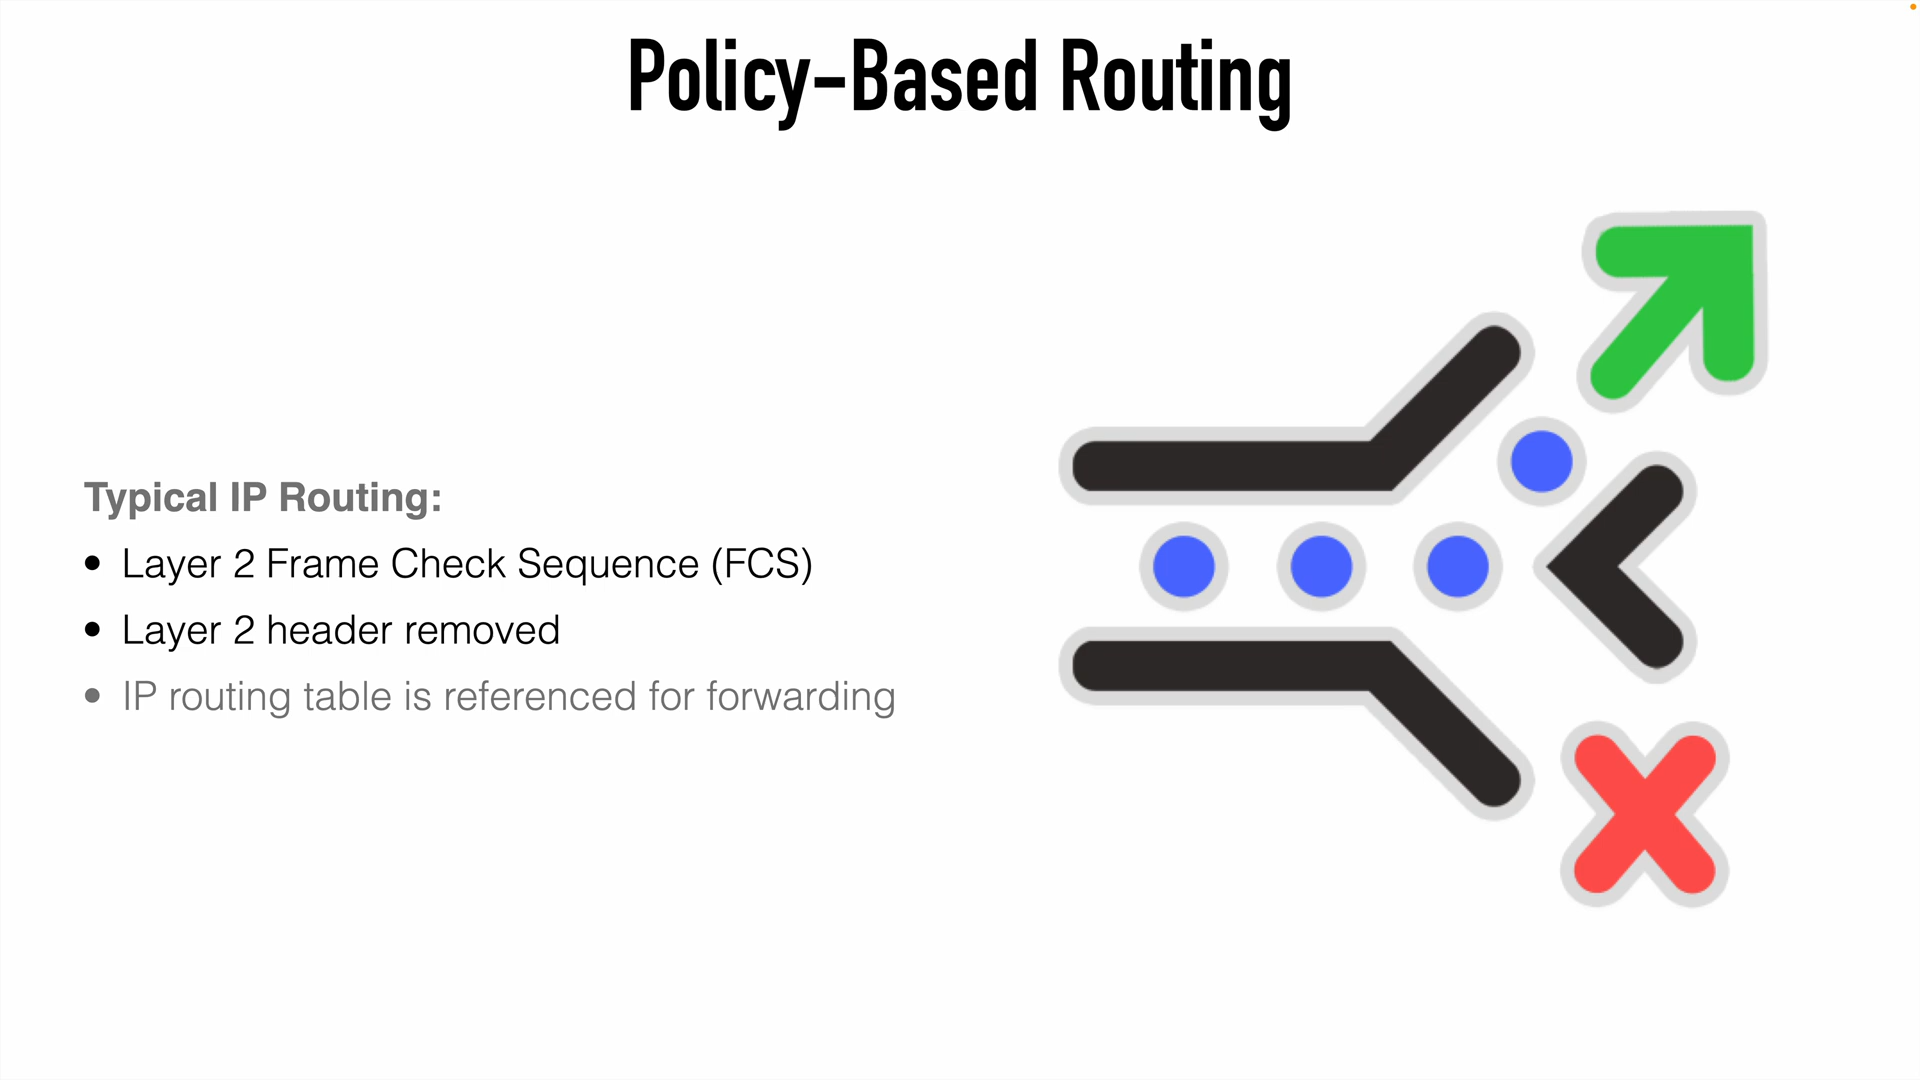 Policy-Based Routing
Typical IP Routing:
• Layer 2 Frame Check Sequence (FCS)
• Layer 2 header removed
• IP routing table is referenced for forwarding